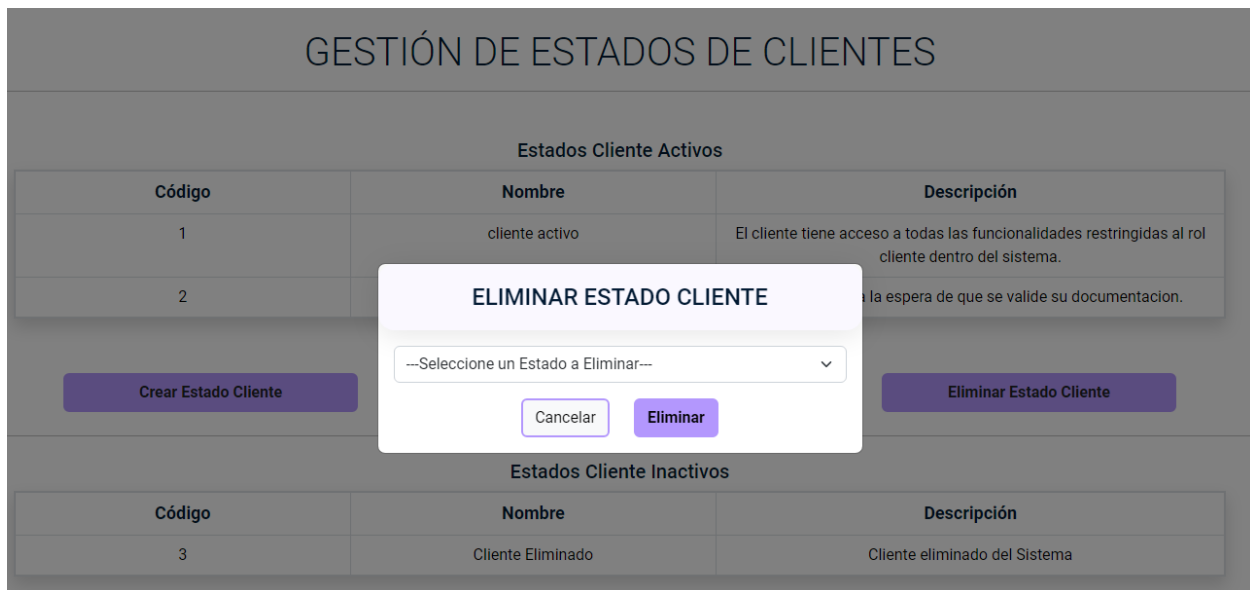 GESTIÓN DE ESTADOS DE CLIENTES
Estados Cliente Activos
Código Nombre Descripción
1 cliente activo El cliente tiene acceso a todas las funcionalidades restringidas al rol
cliente dentro del sistema.
2 la espera de que se valide su documentacion.
ELIMINAR ESTADO CLIENTE
---Seleccione un Estado a Eliminar---
Cancelar Eliminar
Crear Estado Cliente Eliminar Estado Cliente
Estados Cliente Inactivos
Código Nombre Descripción
3 Cliente Eliminado Cliente eliminado del Sistema